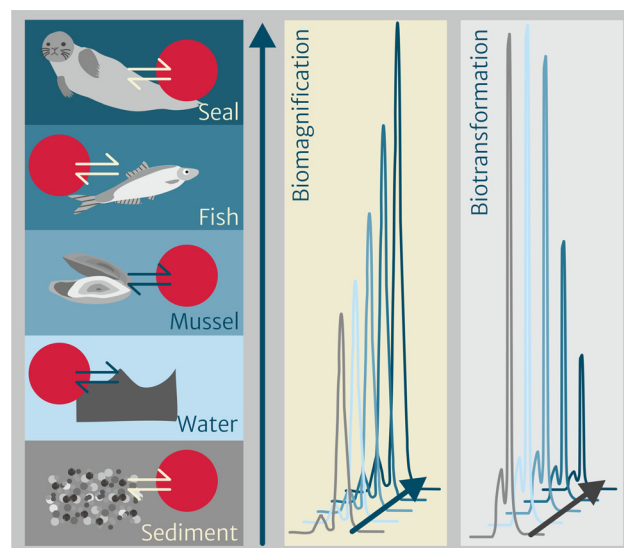 Seal
Fish
Mussel
Water
Sediment
Biomagnification
Biotransformation